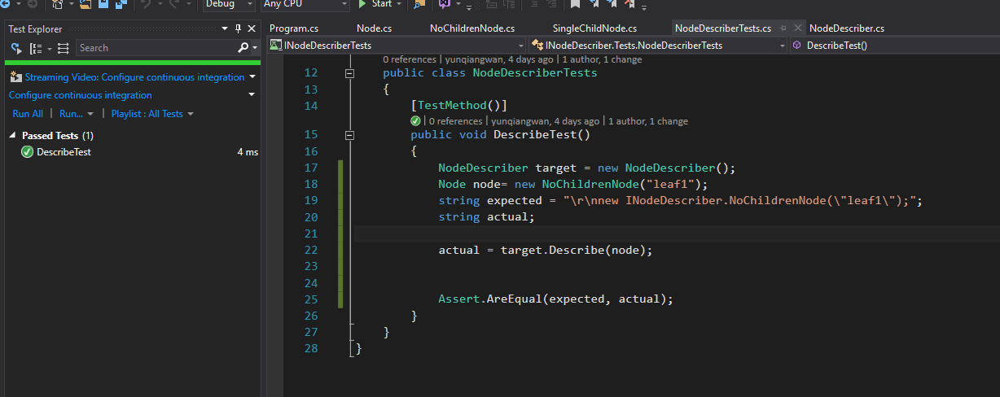 Debug Any CPU Start
Test Explorer
Search
Streaming Video: Configure continuous integration
Configure continuous integration
Run All | Run... | Playlist : All Tests
Passed Tests (1)
DescribeTest 4 ms
Program.cs Node.cs NoChildrenNode.cs SingleChildNode.cs NodeDescriberTests.cs NodeDescriber.cs
INodeDescriberTests INodeDescriber.Tests.NodeDescriberTests DescribeTest()
0 references | yunqiangwan, 4 days ago | 1 author, 1 change
12 public class NodeDescriberTests
13 {
14 [TestMethod()]
| 0 references | yunqiangwan, 4 days ago | 1 author, 1 change
15 public void DescribeTest()
16 {
17 NodeDescriber target = new NodeDescriber();
18 Node node= new NoChildrenNode("leaf1");
19 string expected = "\r\nnew INodeDescriber.NoChildrenNode(\"leaf1\");";
20 string actual;
21
22 actual = target.Describe(node);
23
24
25 Assert.AreEqual(expected, actual);
26 }
27 }
28 }